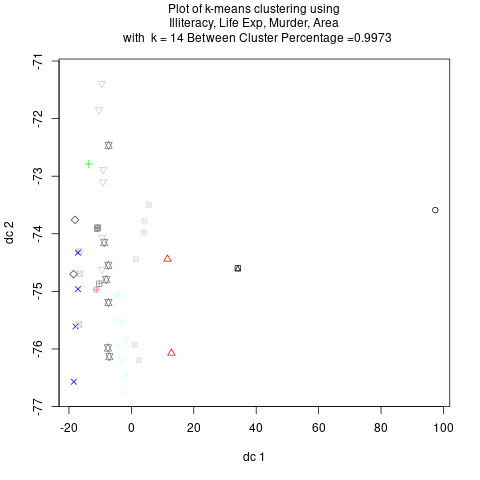 Plot of k-means clustering using
Illiteracy, Life Exp, Murder, Area
with  k = 14 Between Cluster Percentage =0.9973
-71
-72
-73
-74
-75
-76
-77
dc 2
-20 0 20 40 60 80 100
dc 1